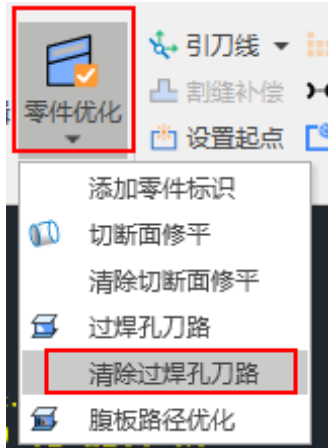 引刀线
零件优化
割缝补偿
设置起点
添加零件标识
切断面修平
清除切断面修平
过焊孔刀路
清除过焊孔刀路
腹板路径优化